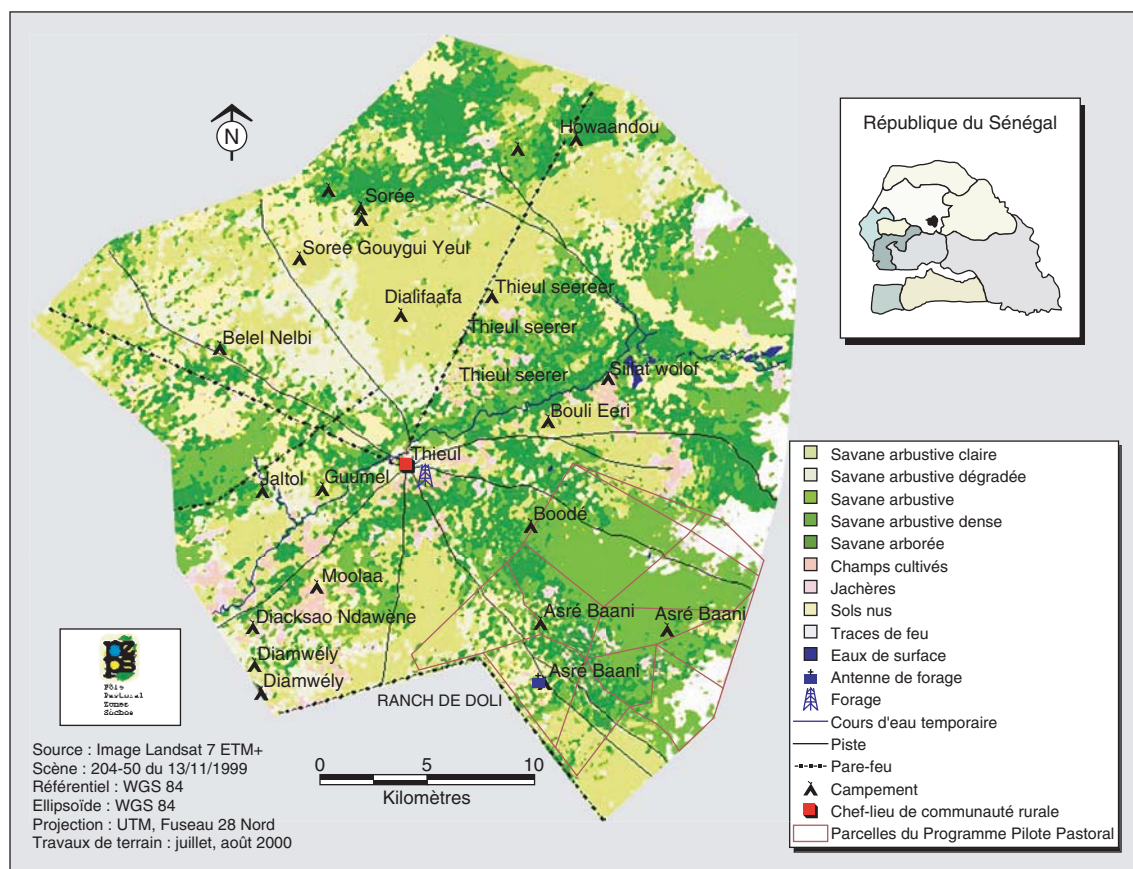 Howaandou
Sorée
Soree Gouygui Yeul
Thieul seereer
Dialifaafa
Thieul seerer
Belel Nelbi
Thieul seerer
Sillat wolof
Bouli Eeri
Thieul
Jaltol
Guumel
Boodé
Moolaa
Diacksao Ndawène
Asré Baani
Asré Baani
Diamwély
Asré Baani
Diamwély
RANCH DE DOLI
N
République du Sénégal
Savane arbustive claire
Savane arbustive dégradée
Savane arbustive
Savane arbustive dense
Savane arborée
Champs cultivés
Jachères
Sols nus
Traces de feu
Eaux de surface
Antenne de forage
Forage
Cours d'eau temporaire
Piste
Pare-feu
Campement
Chef-lieu de communauté rurale
Parcelles du Programme Pilote Pastoral
Pôle
Pastoral
Zones
Sèches
Source : Image Landsat 7 ETM+
Scène : 204-50 du 13/11/1999
Référentiel : WGS 84
Ellipsoïde : WGS 84
Projection : UTM, Fuseau 28 Nord
Travaux de terrain : juillet, août 2000
0 5 10
Kilomètres